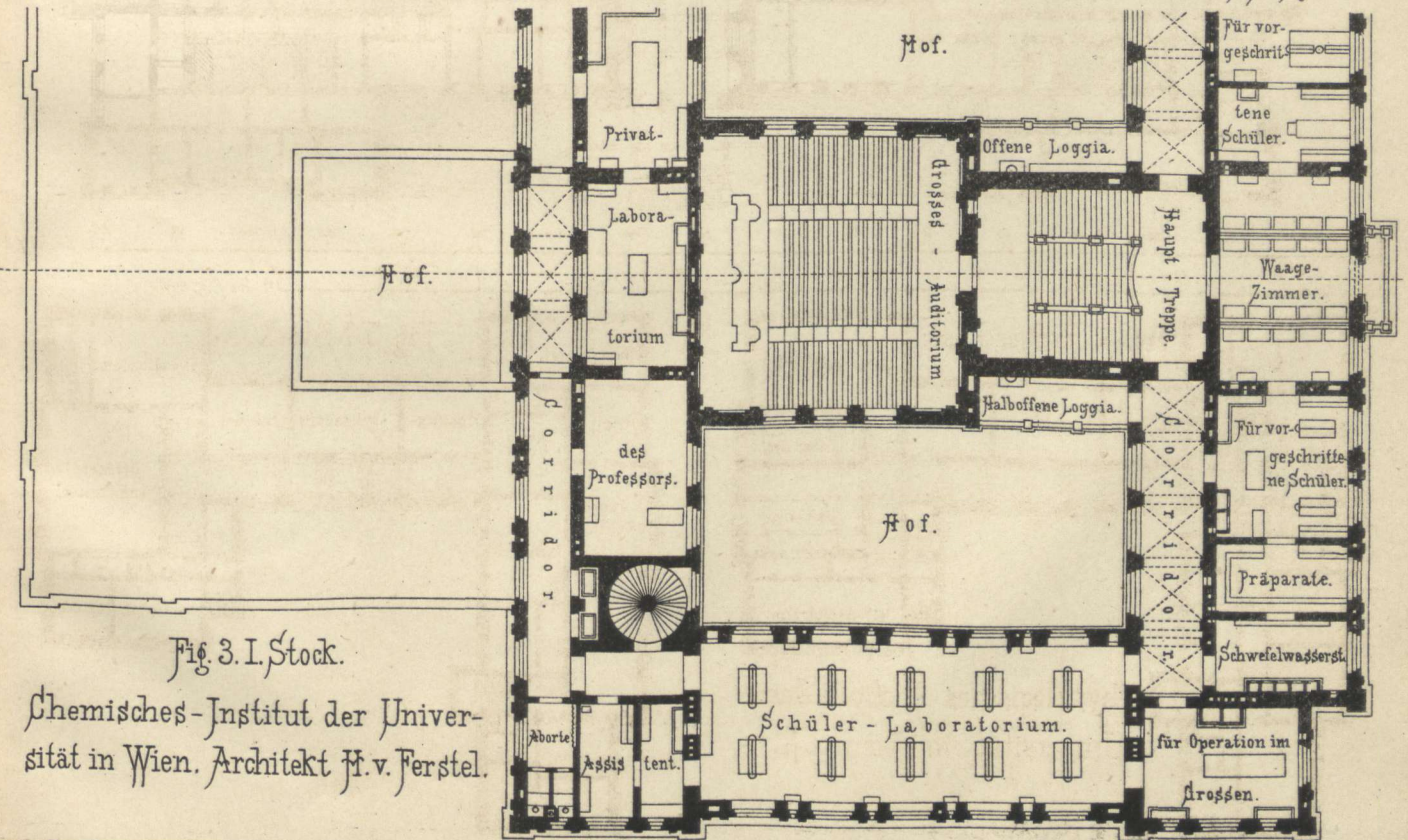 Hof.
Für vor-
geschrit-
tene
Schüler.
Privat-
Offene Loggia.
Labora-
torium
Grosses - Auditorium
Haupt - Treppe.
Waage-
Zimmer.
Hof.
Corridor.
des
Professors.
Halboffene Loggia.
Corridor.
Für vor-
geschritte-
ne Schüler.
Hof.
Präparate.
Schwefelwasserst.
Fig. 3. I. Stock.
Chemisches-Institut der Univer-
sität in Wien. Architekt H. v. Ferstel.
Aborte
Assis tent.
Schüler - Laboratorium.
für Operation im
Grossen.